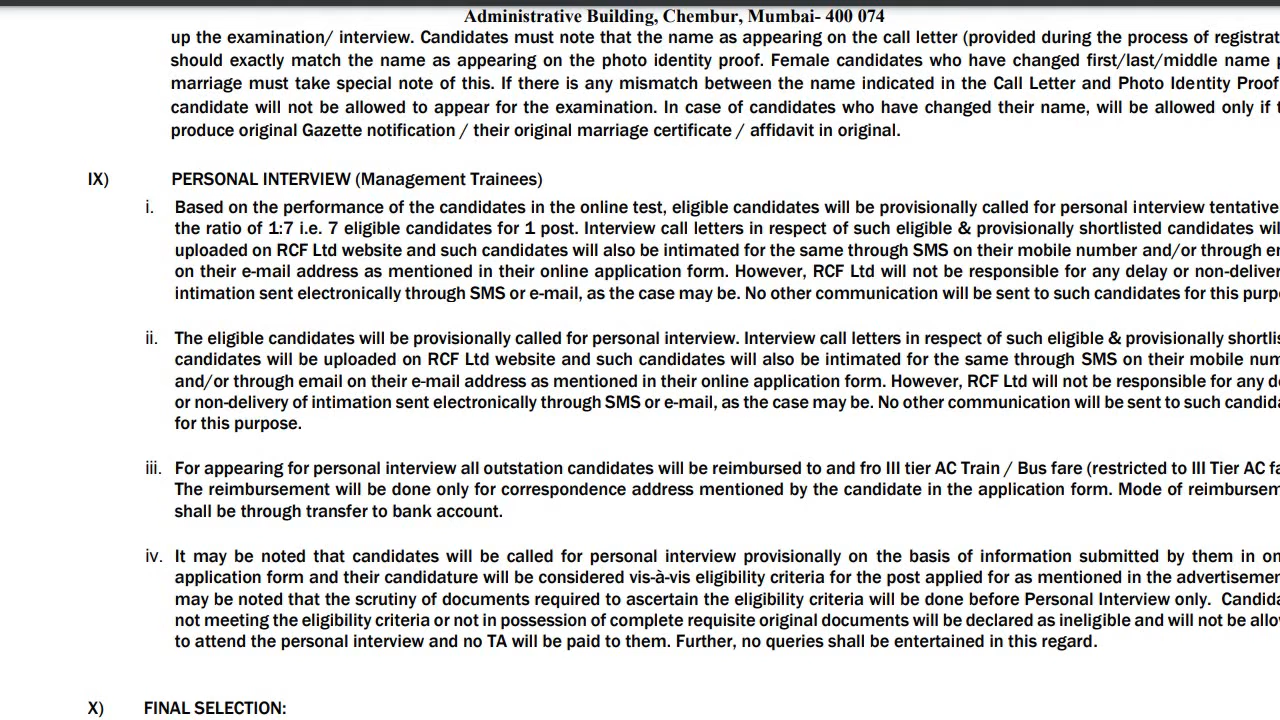 Administrative Building, Chembur, Mumbai- 400 074
up the examination/ interview. Candidates must note that the name as appearing on the call letter (provided during the process of
should exactly match the name as appearing on the photo identity proof. Female candidates who have changed first/last/middle name
marriage must take special note of this. If there is any mismatch between the name indicated in the Call Letter and Photo Identity Proof
candidate will not be allowed to appear for the examination. In case of candidates who have changed their name, will be allowed only if
produce original Gazette notification / their original marriage certificate / affidavit in original.
IX) PERSONAL INTERVIEW (Management Trainees)
i. Based on the performance of the candidates in the online test, eligible candidates will be provisionally called for personal interview
the ratio of 1:7 i.e. 7 eligible candidates for 1 post. Interview call letters in respect of such eligible & provisionally shortlisted candidates
uploaded on RCF Ltd website and such candidates will also be intimated for the same through SMS on their mobile number and/or through
on their e-mail address as mentioned in their online application form. However, RCF Ltd will not be responsible for any delay or
intimation sent electronically through SMS or e-mail, as the case may be. No other communication will be sent to such candidates for this
ii. The eligible candidates will be provisionally called for personal interview. Interview call letters in respect of such eligible & provisionally
candidates will be uploaded on RCF Ltd website and such candidates will also be intimated for the same through SMS on their mobile
and/or through email on their e-mail address as mentioned in their online application form. However, RCF Ltd will not be responsible for any
or non-delivery of intimation sent electronically through SMS or e-mail, as the case may be. No other communication will be sent to such
for this purpose.
iii. For appearing for personal interview all outstation candidates will be reimbursed to and fro III tier AC Train / Bus fare (restricted to III Tier AC
The reimbursement will be done only for correspondence address mentioned by the candidate in the application form. Mode of
shall be through transfer to bank account.
iv. It may be noted that candidates will be called for personal interview provisionally on the basis of information submitted by them in
application form and their candidature will be considered vis-à-vis eligibility criteria for the post applied for as mentioned in the
may be noted that the scrutiny of documents required to ascertain the eligibility criteria will be done before Personal Interview only.
not meeting the eligibility criteria or not in possession of complete requisite original documents will be declared as ineligible and will not be
to attend the personal interview and no TA will be paid to them. Further, no queries shall be entertained in this regard.
X) FINAL SELECTION: